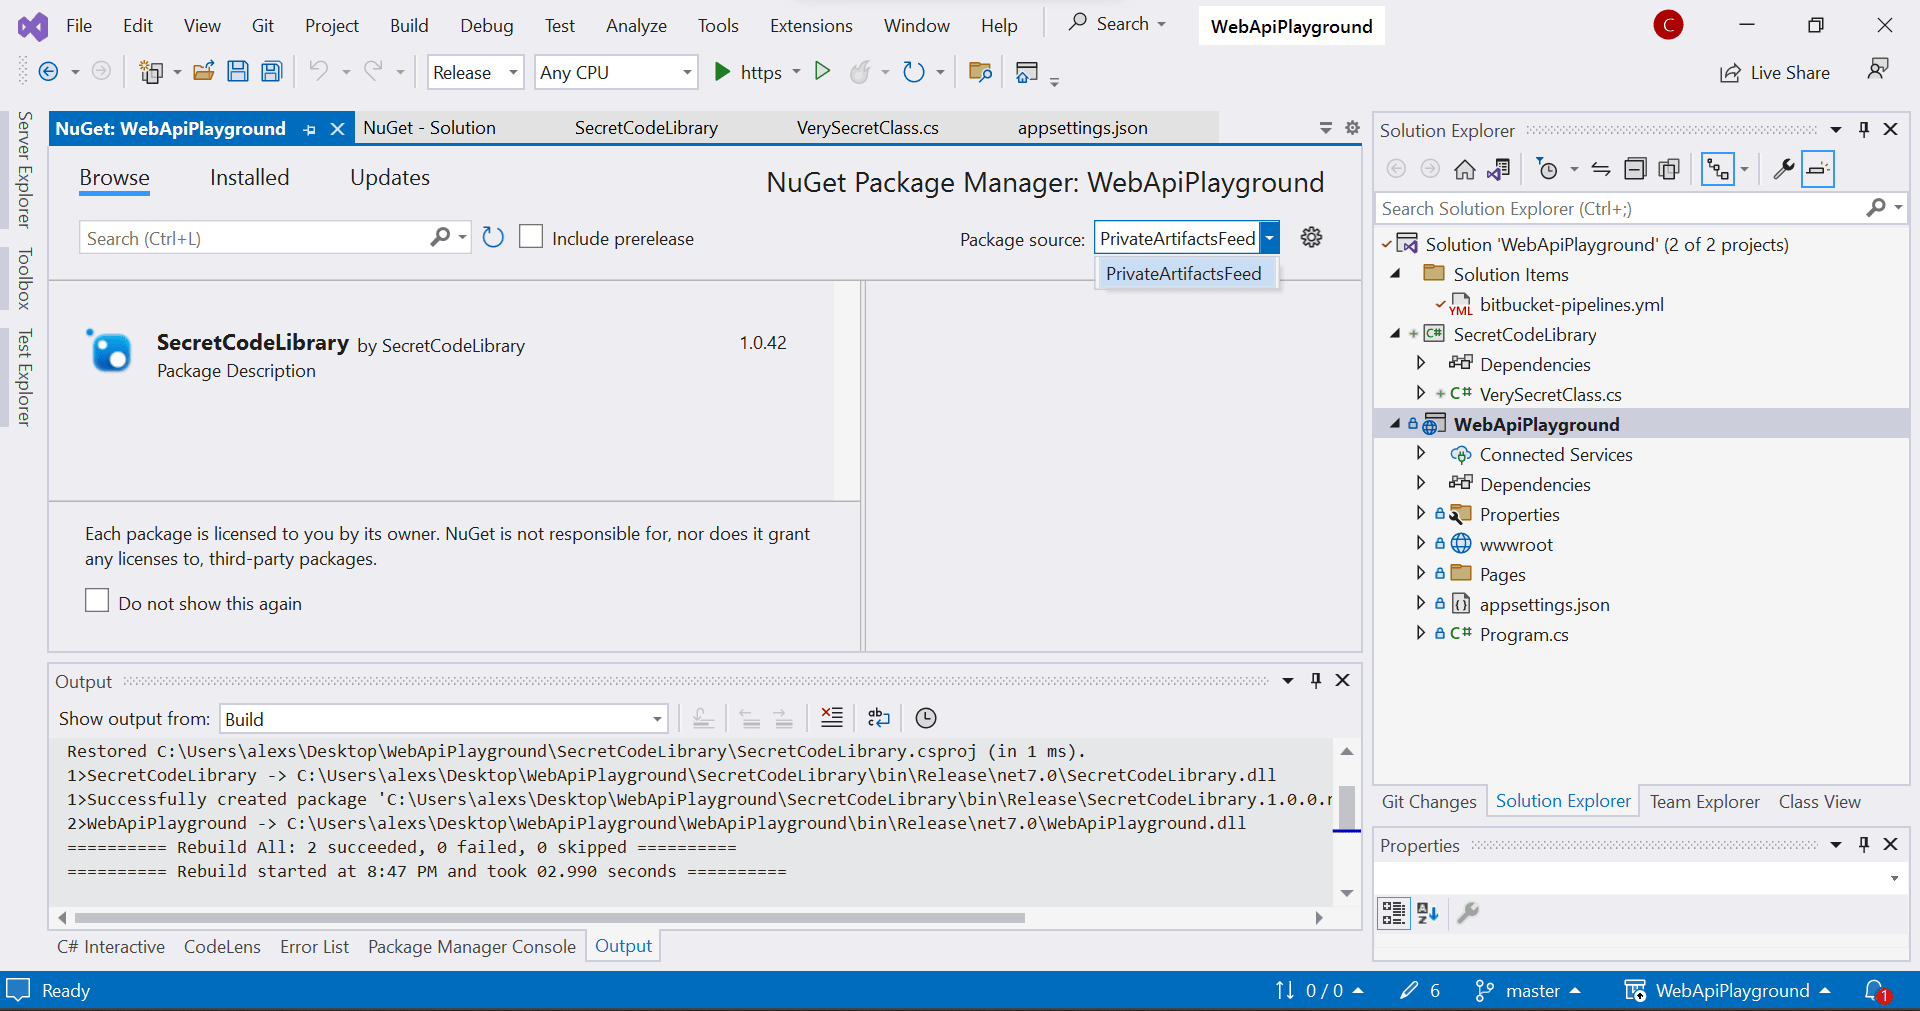 File Edit View Git Project Build Debug Test Analyze Tools Extensions Window Help Search WebApiPlayground C
Release Any CPU https Live Share
Server Explorer
Toolbox
Test Explorer
NuGet: WebApiPlayground NuGet - Solution SecretCodeLibrary VerySecretClass.cs appsettings.json
Browse Installed Updates NuGet Package Manager: WebApiPlayground
Search (Ctrl+L) Include prerelease Package source: PrivateArtifactsFeed
PrivateArtifactsFeed
SecretCodeLibrary by SecretCodeLibrary 1.0.42
Package Description
Each package is licensed to you by its owner. NuGet is not responsible for, nor does it grant
any licenses to, third-party packages.
Do not show this again
Output
Show output from: Build
Restored C:\Users\alexs\Desktop\WebApiPlayground\SecretCodeLibrary\SecretCodeLibrary.csproj (in 1 ms).
1>SecretCodeLibrary -> C:\Users\alexs\Desktop\WebApiPlayground\SecretCodeLibrary\bin\Release\net7.0\SecretCodeLibrary.dll
1>Successfully created package 'C:\Users\alexs\Desktop\WebApiPlayground\SecretCodeLibrary\bin\Release\SecretCodeLibrary.1.0.0.
2>WebApiPlayground -> C:\Users\alexs\Desktop\WebApiPlayground\WebApiPlayground\bin\Release\net7.0\WebApiPlayground.dll
========== Rebuild All: 2 succeeded, 0 failed, 0 skipped ==========
========== Rebuild started at 8:47 PM and took 02.990 seconds ==========
C# Interactive CodeLens Error List Package Manager Console Output
Solution Explorer
Search Solution Explorer (Ctrl+;)
Solution 'WebApiPlayground' (2 of 2 projects)
Solution Items
YML bitbucket-pipelines.yml
C# SecretCodeLibrary
Dependencies
C# VerySecretClass.cs
WebApiPlayground
Connected Services
Dependencies
Properties
wwwroot
Pages
appsettings.json
C# Program.cs
Git Changes Solution Explorer Team Explorer Class View
Properties
Ready 0 / 0 6 master WebApiPlayground 1